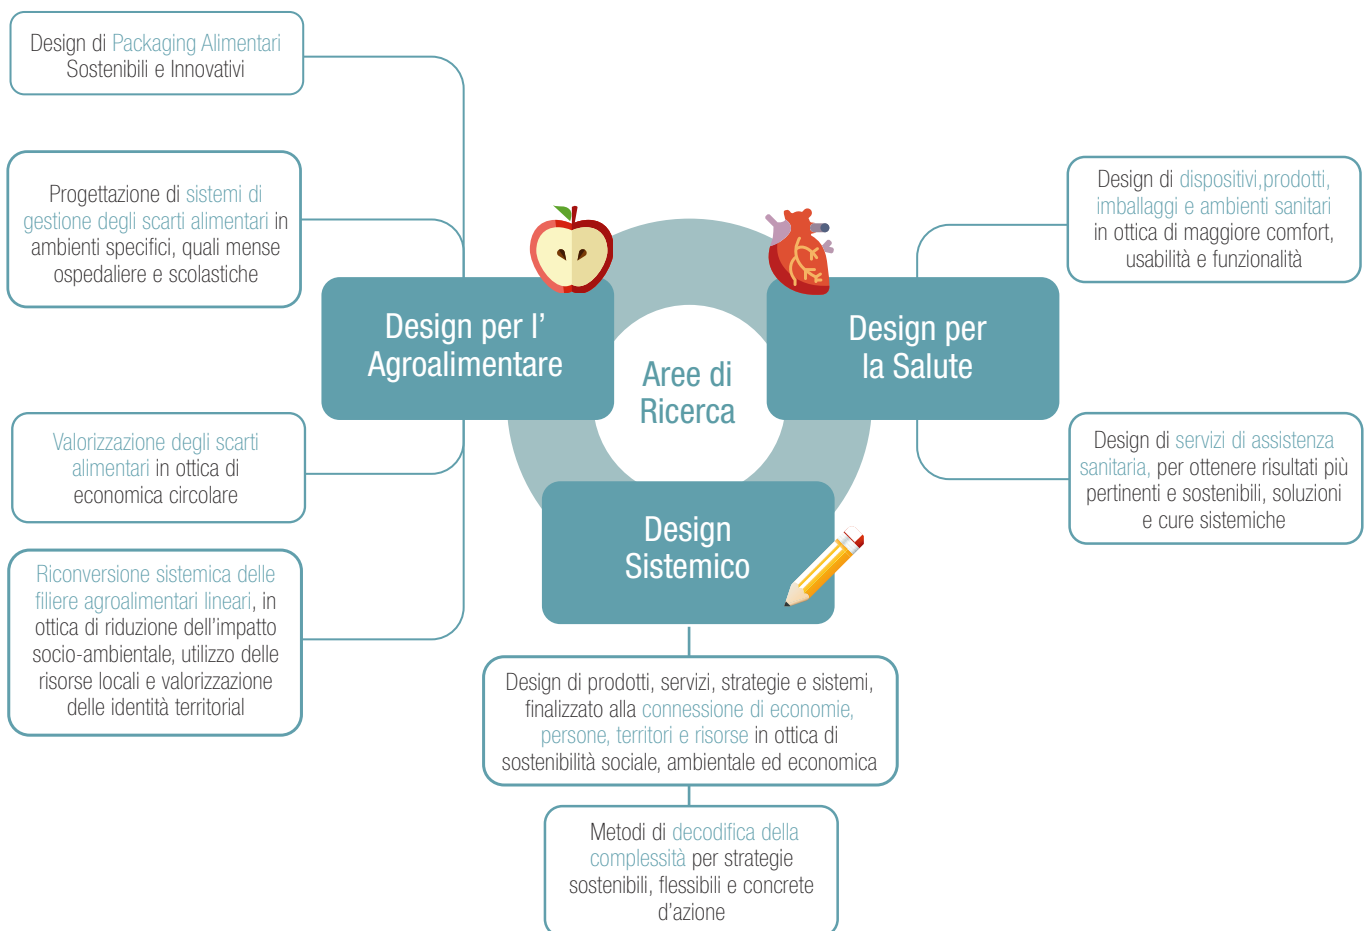 Design di Packaging Alimentari
Sostenibili e Innovativi
Progettazione di sistemi di
gestione degli scarti alimentari in
ambienti specifici, quali mense
ospedaliere e scolastiche
Design per l'
Agroalimentare
Valorizzazione degli scarti
alimentari in ottica di
economica circolare
Riconversione sistemica delle
filiere agroalimentari lineari, in
ottica di riduzione dell'impatto
socio-ambientale, utilizzo delle
risorse locali e valorizzazione
delle identità territorial
Aree di
Ricerca
Design per
la Salute
Design di dispositivi,prodotti,
imballaggi e ambienti sanitari
in ottica di maggiore comfort,
usabilità e funzionalità
Design di servizi di assistenza
sanitaria, per ottenere risultati più
pertinenti e sostenibili, soluzioni
e cure sistemiche
Design
Sistemico
Design di prodotti, servizi, strategie e sistemi,
finalizzato alla connessione di economie,
persone, territori e risorse in ottica di
sostenibilità sociale, ambientale ed economica
Metodi di decodifica della
complessità per strategie
sostenibili, flessibili e concrete
d'azione